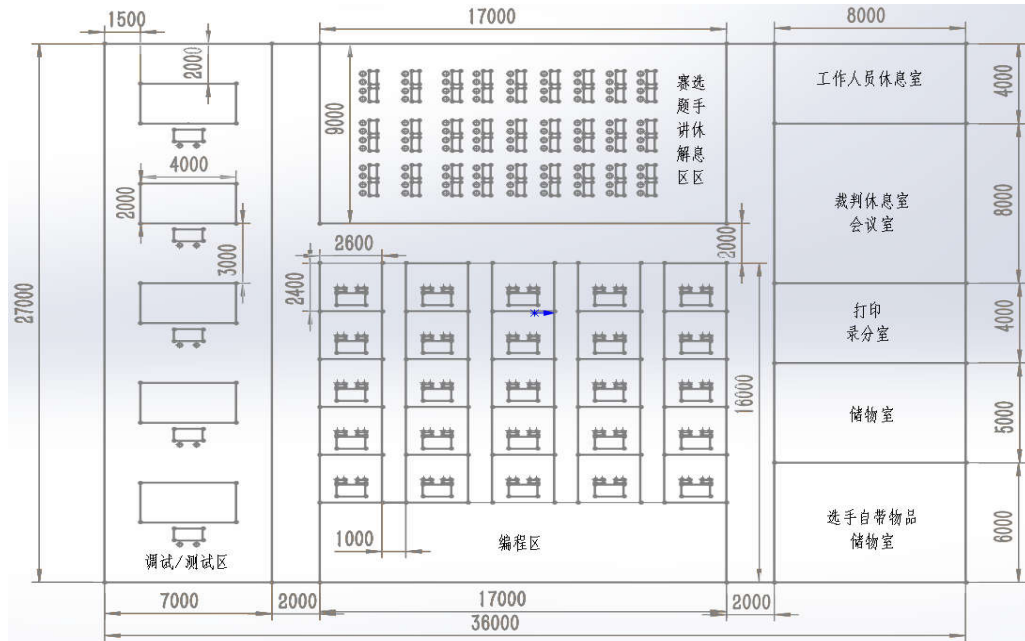 1500
17000
8000
2000
9000
赛选
题手
讲休
解息
区区
工作人员休息室
4000
4000
2000
裁判休息室
会议室
8000
27000
3000
2600
2000
2400
打印
录分室
4000
16000
储物室
5000
1000
编程区
选手自带物品
储物室
6000
调试/测试区
7000
2000
17000
2000
36000